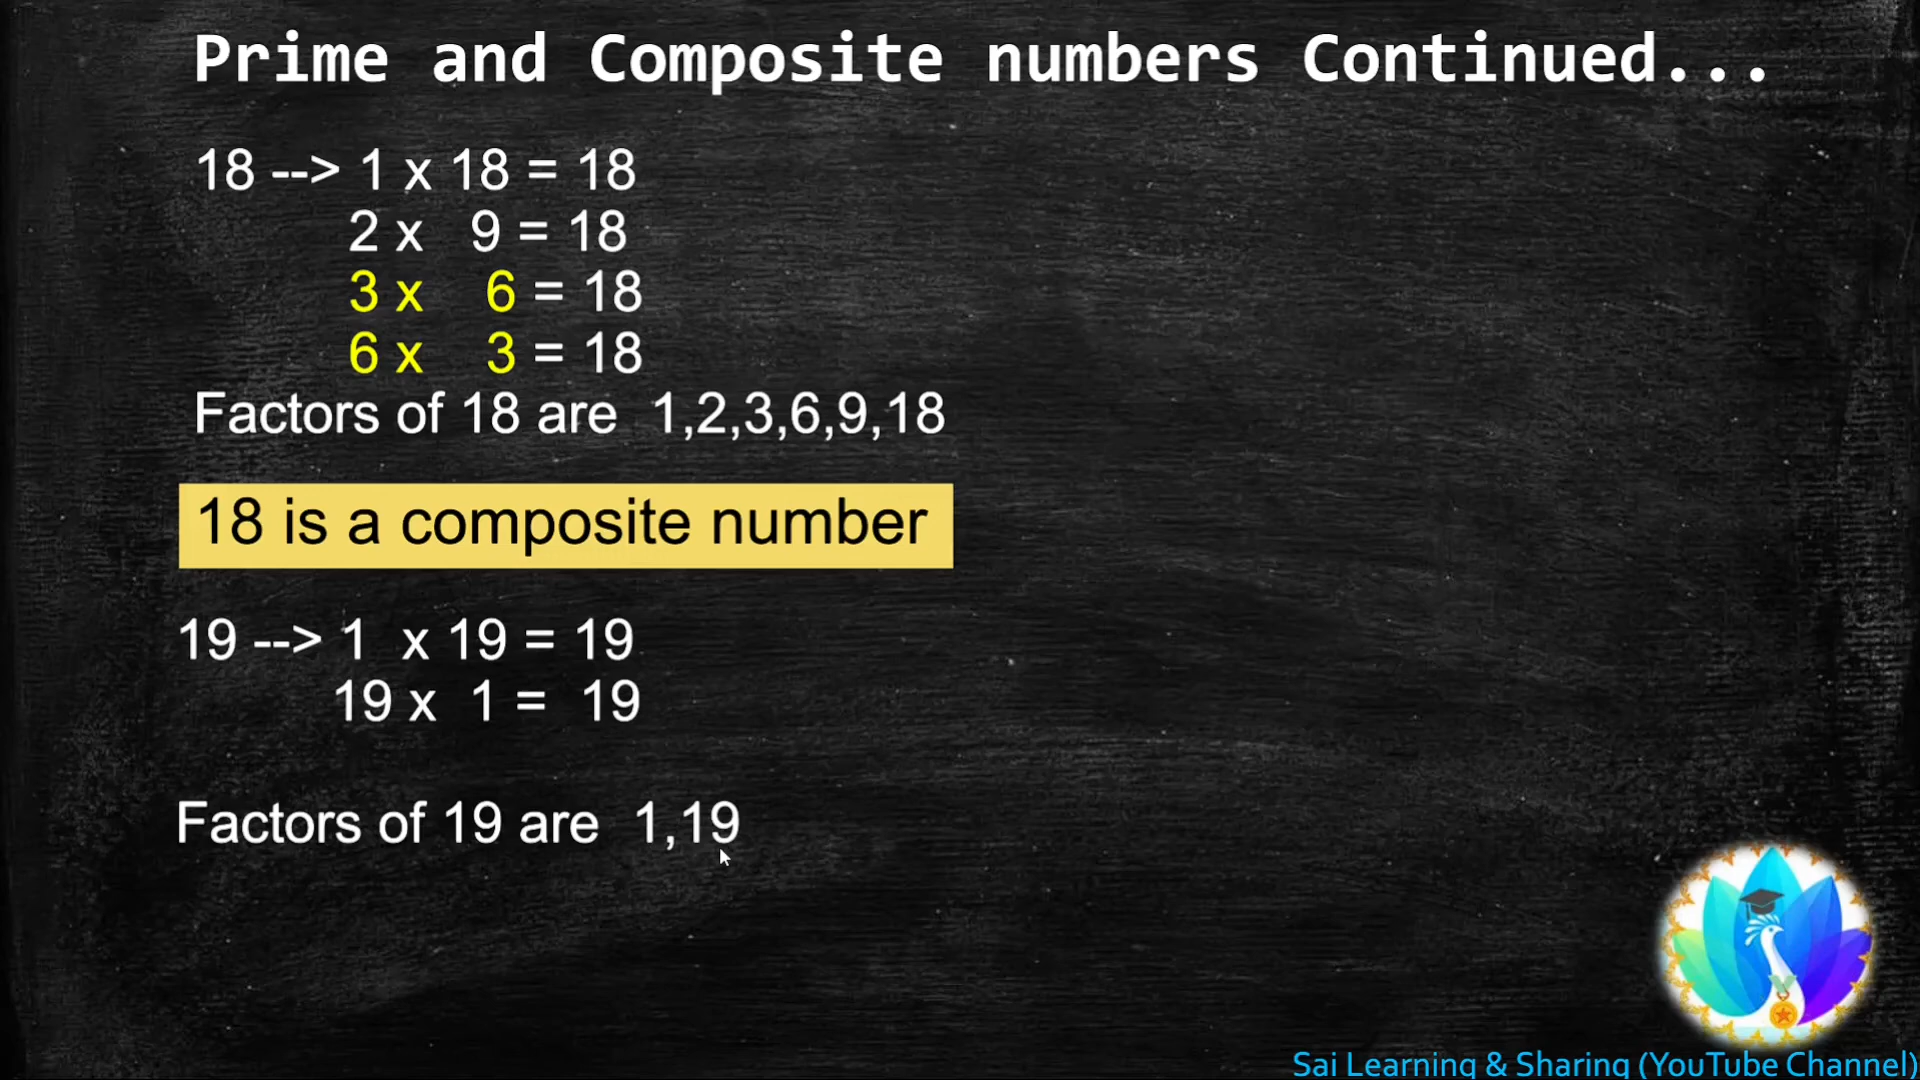 Prime and Composite numbers Continued...
18 --> 1 x 18 = 18
2 x 9 = 18
3 x 6 = 18
6 x 3 = 18
Factors of 18 are 1,2,3,6,9,18
18 is a composite number
19 --> 1 x 19 = 19
19 x 1 = 19
Factors of 19 are 1,19
Sai Learning & Sharing (YouTube Channel)